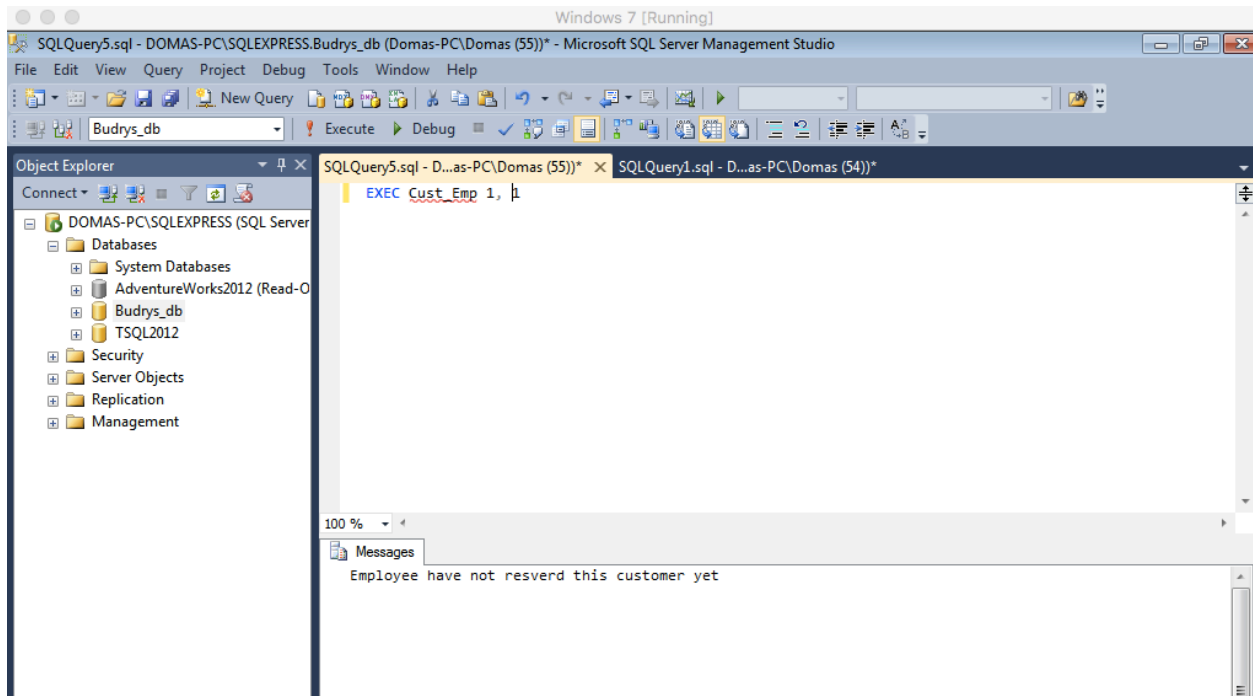 Windows 7 [Running]
SQLQuery5.sql - DOMAS-PC\SQLEXPRESS.Budrys_db (Domas-PC\Domas (55))* - Microsoft SQL Server Management Studio
File Edit View Query Project Debug Tools Window Help
New Query
Budrys_db Execute Debug
Object Explorer
SQLQuery5.sql - D...as-PC\Domas (55))* SQLQuery1.sql - D...as-PC\Domas (54))*
Connect
EXEC Cust_Emp 1, 1
DOMAS-PC\SQLEXPRESS (SQL Server
Databases
System Databases
AdventureWorks2012 (Read-O
Budrys_db
TSQL2012
Security
Server Objects
Replication
Management
100 %
Messages
Employee have not resverd this customer yet